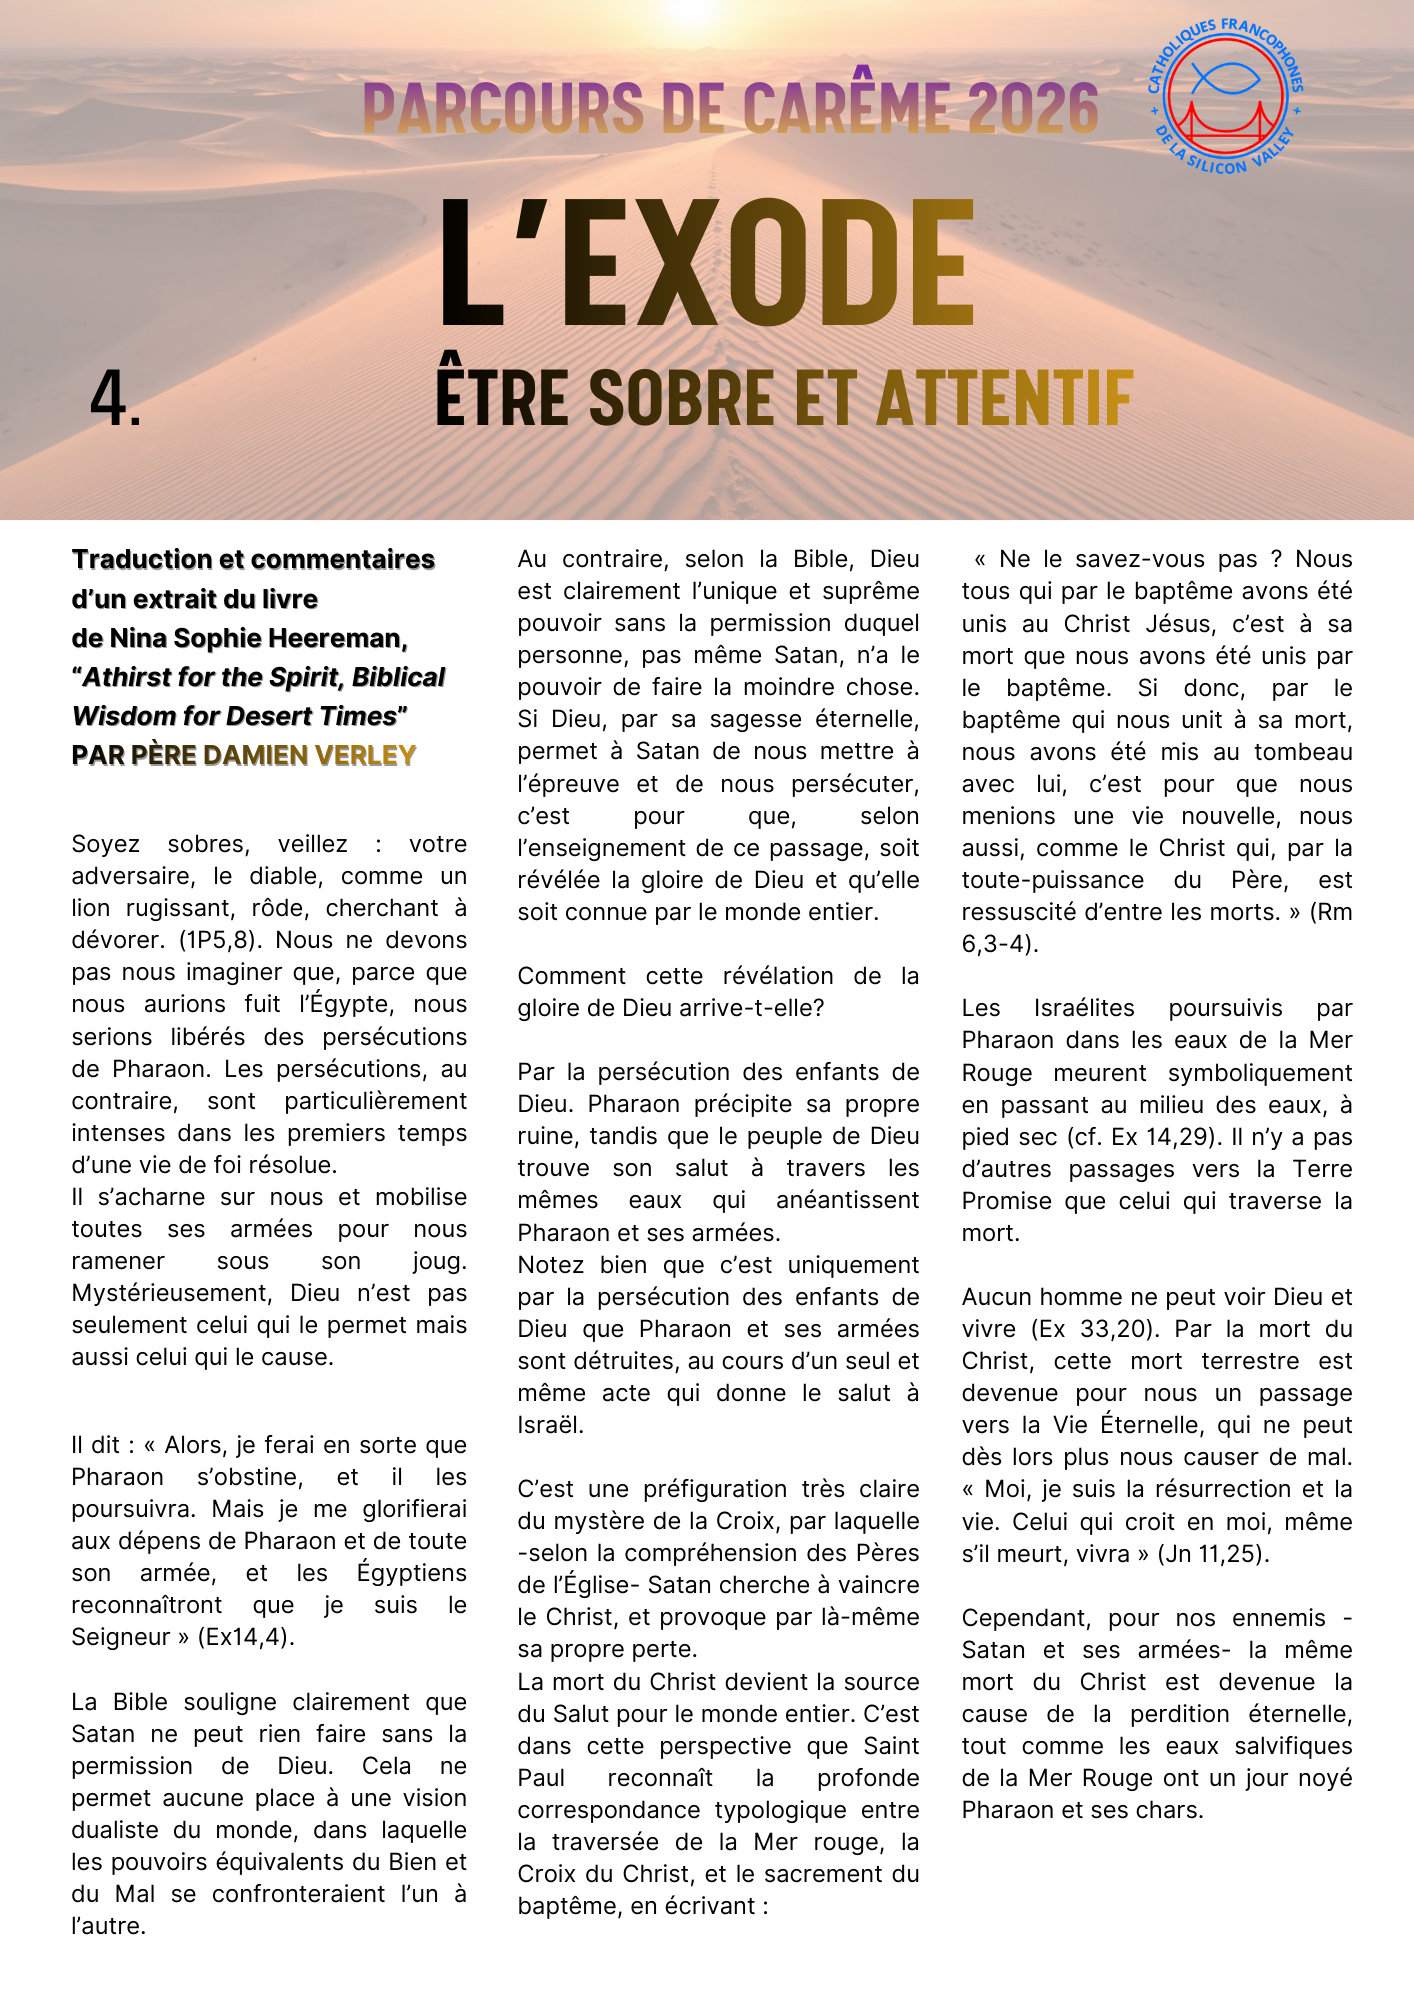 PARCOURS DE CARÊME 2026
CATHOLIQUES FRANCOPHONES
+ DE LA SILICON VALLEY +
L’EXODE
4.
ÊTRE SOBRE ET ATTENTIF
Traduction et commentaires
d’un extrait du livre
de Nina Sophie Heereman,
“Athirst for the Spirit, Biblical
Wisdom for Desert Times”
PAR PÈRE DAMIEN VERLEY
Soyez sobres, veillez : votre
adversaire, le diable, comme un
lion rugissant, rôde, cherchant à
dévorer. (1P5,8). Nous ne devons
pas nous imaginer que, parce que
nous aurions fuit l’Égypte, nous
serions libérés des persécutions
de Pharaon. Les persécutions, au
contraire, sont particulièrement
intenses dans les premiers temps
d’une vie de foi résolue.
Il s’acharne sur nous et mobilise
toutes ses armées pour nous
ramener sous son joug.
Mystérieusement, Dieu n’est pas
seulement celui qui le permet mais
aussi celui qui le cause.
Il dit : « Alors, je ferai en sorte que
Pharaon s’obstine, et il les
poursuivra. Mais je me glorifierai
aux dépens de Pharaon et de toute
son armée, et les Égyptiens
reconnaîtront que je suis le
Seigneur » (Ex14,4).
La Bible souligne clairement que
Satan ne peut rien faire sans la
permission de Dieu. Cela ne
permet aucune place à une vision
dualiste du monde, dans laquelle
les pouvoirs équivalents du Bien et
du Mal se confronteraient l’un à
l’autre.
Au contraire, selon la Bible, Dieu
est clairement l’unique et suprême
pouvoir sans la permission duquel
personne, pas même Satan, n’a le
pouvoir de faire la moindre chose.
Si Dieu, par sa sagesse éternelle,
permet à Satan de nous mettre à
l’épreuve et de nous persécuter,
c’est pour que, selon
l’enseignement de ce passage, soit
révélée la gloire de Dieu et qu’elle
soit connue par le monde entier.
Comment cette révélation de la
gloire de Dieu arrive-t-elle?
Par la persécution des enfants de
Dieu. Pharaon précipite sa propre
ruine, tandis que le peuple de Dieu
trouve son salut à travers les
mêmes eaux qui anéantissent
Pharaon et ses armées.
Notez bien que c’est uniquement
par la persécution des enfants de
Dieu que Pharaon et ses armées
sont détruites, au cours d’un seul et
même acte qui donne le salut à
Israël.
C’est une préfiguration très claire
du mystère de la Croix, par laquelle
-selon la compréhension des Pères
de l’Église- Satan cherche à vaincre
le Christ, et provoque par là-même
sa propre perte.
La mort du Christ devient la source
du Salut pour le monde entier. C’est
dans cette perspective que Saint
Paul reconnaît la profonde
correspondance typologique entre
la traversée de la Mer rouge, la
Croix du Christ, et le sacrement du
baptême, en écrivant :
« Ne le savez-vous pas ? Nous
tous qui par le baptême avons été
unis au Christ Jésus, c’est à sa
mort que nous avons été unis par
le baptême. Si donc, par le
baptême qui nous unit à sa mort,
nous avons été mis au tombeau
avec lui, c’est pour que nous
menions une vie nouvelle, nous
aussi, comme le Christ qui, par la
toute-puissance du Père, est
ressuscité d’entre les morts. » (Rm
6,3-4).
Les Israélites poursuivis par
Pharaon dans les eaux de la Mer
Rouge meurent symboliquement
en passant au milieu des eaux, à
pied sec (cf. Ex 14,29). Il n’y a pas
d’autres passages vers la Terre
Promise que celui qui traverse la
mort.
Aucun homme ne peut voir Dieu et
vivre (Ex 33,20). Par la mort du
Christ, cette mort terrestre est
devenue pour nous un passage
vers la Vie Éternelle, qui ne peut
dès lors plus nous causer de mal.
« Moi, je suis la résurrection et la
vie. Celui qui croit en moi, même
s’il meurt, vivra » (Jn 11,25).
Cependant, pour nos ennemis -
Satan et ses armées- la même
mort du Christ est devenue la
cause de la perdition éternelle,
tout comme les eaux salvifiques
de la Mer Rouge ont un jour noyé
Pharaon et ses chars.